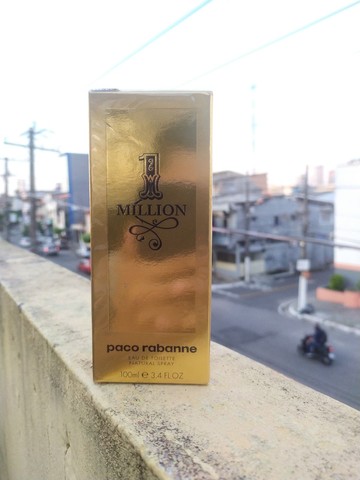 1
MILLION
paco rabanne
EAU DE TOILETTE
NATURAL SPRAY
100ml e 3.4 FL.OZ